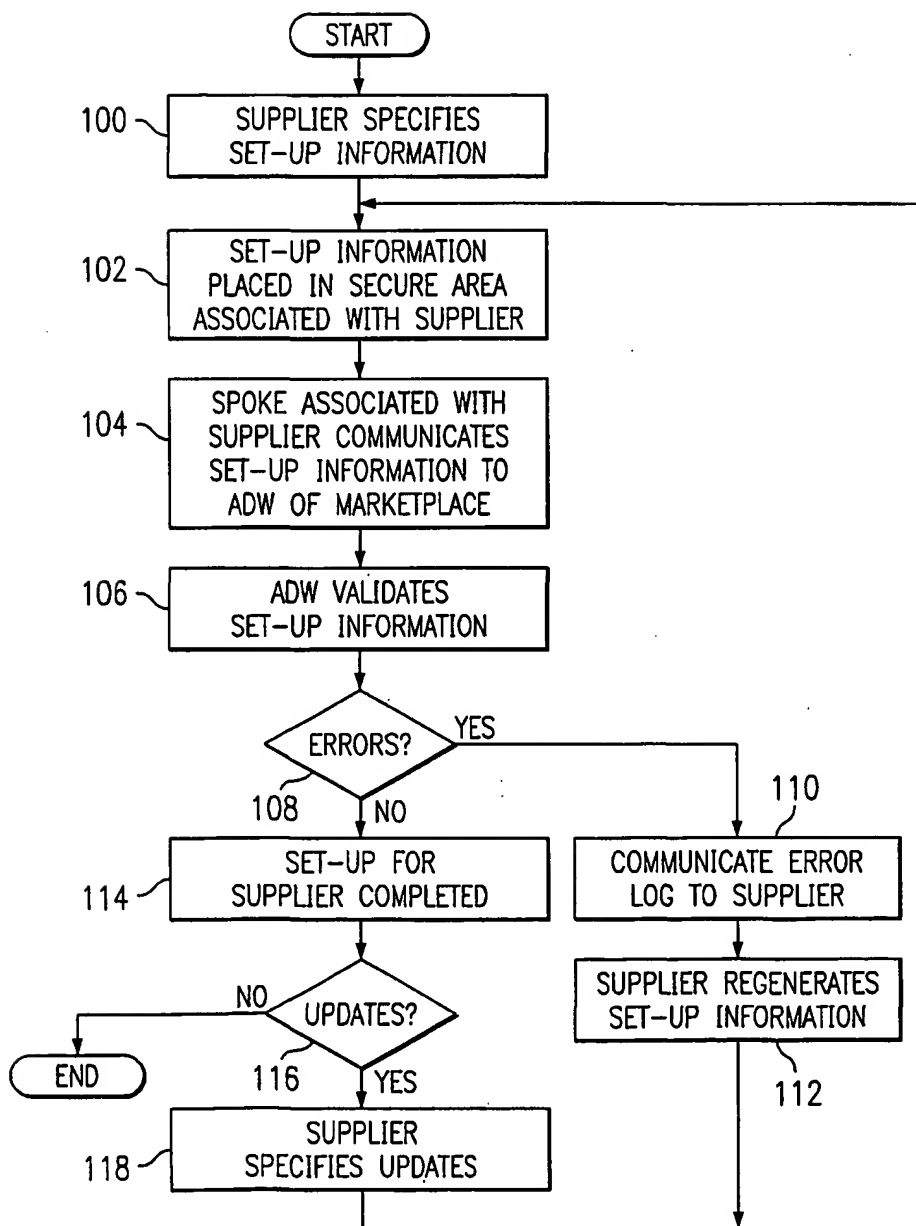 START
100
SUPPLIER SPECIFIES
SET-UP INFORMATION
102
SET-UP INFORMATION
PLACED IN SECURE AREA
ASSOCIATED WITH SUPPLIER
104
SPOKE ASSOCIATED WITH
SUPPLIER COMMUNICATES
SET-UP INFORMATION TO
ADW OF MARKETPLACE
106
ADW VALIDATES
SET-UP INFORMATION
ERRORS?
YES
108
NO
110
COMMUNICATE ERROR
LOG TO SUPPLIER
SUPPLIER REGENERATES
SET-UP INFORMATION
112
114
SET-UP FOR
SUPPLIER COMPLETED
NO
UPDATES?
116
END
YES
118
SUPPLIER
SPECIFIES UPDATES